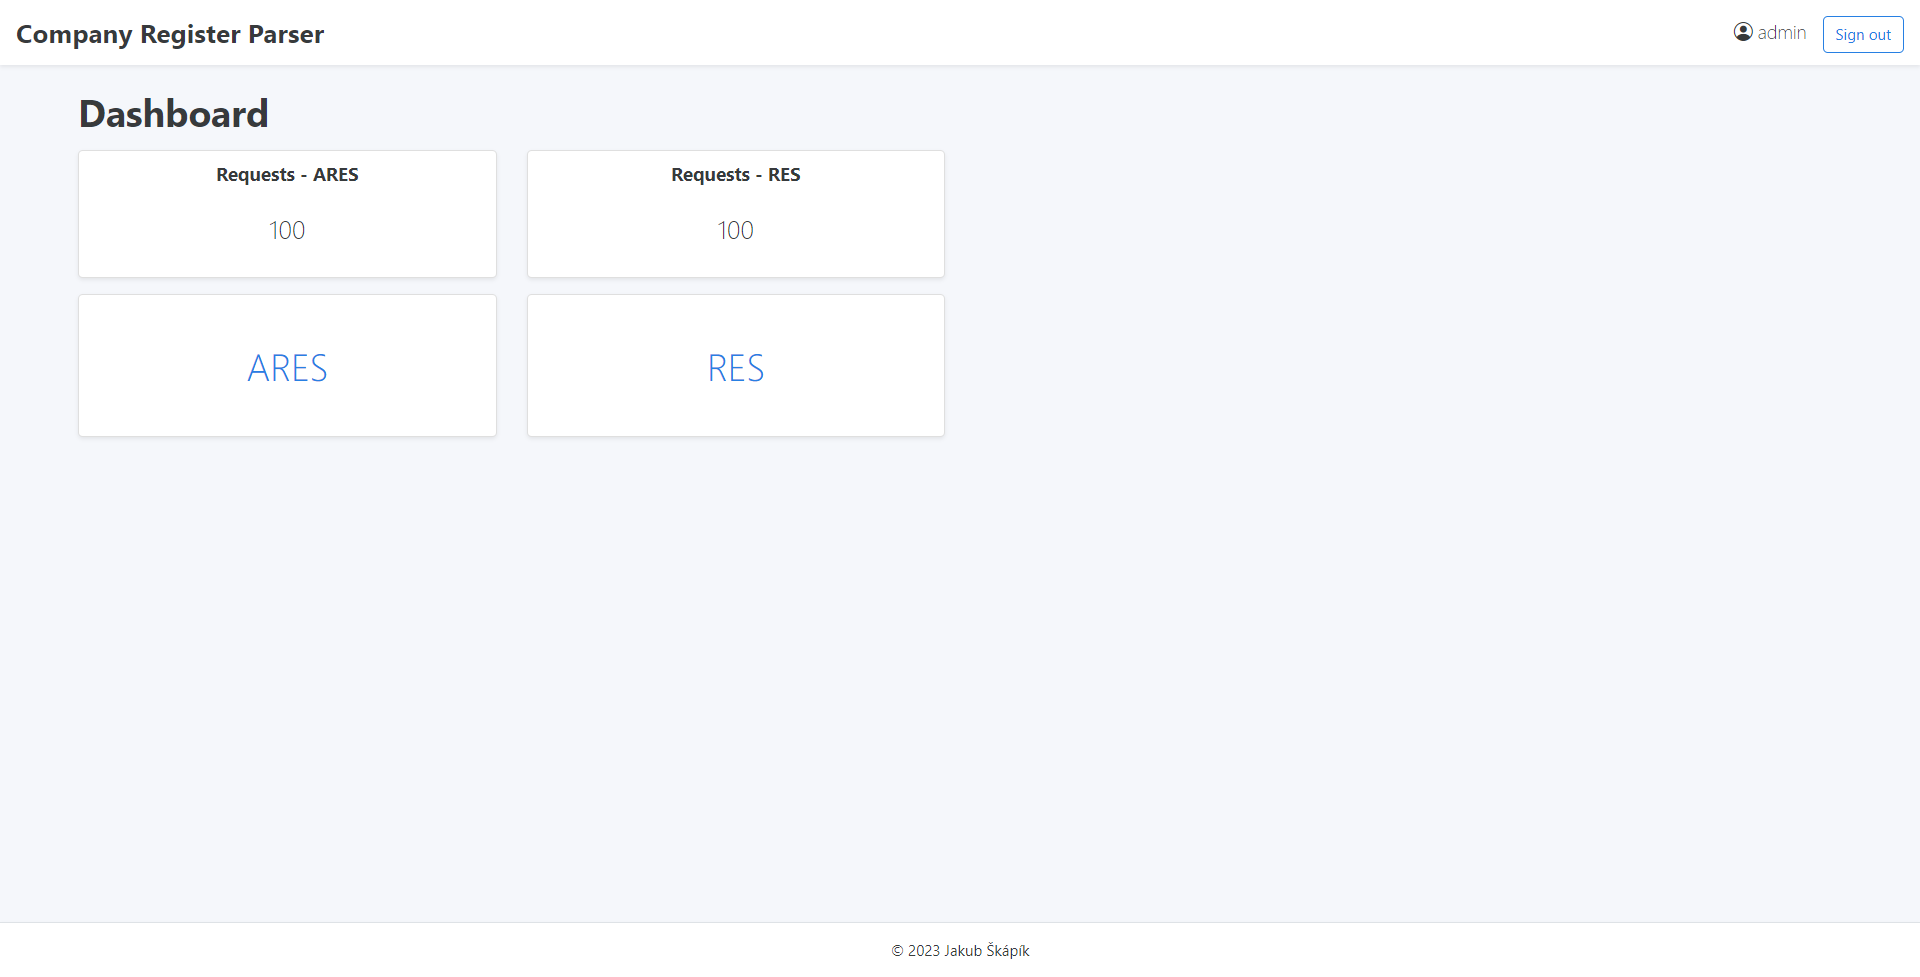 Company Register Parser
admin
Sign out
Dashboard
Requests - ARES
100
Requests - RES
100
ARES
RES
© 2023 Jakub Škápík